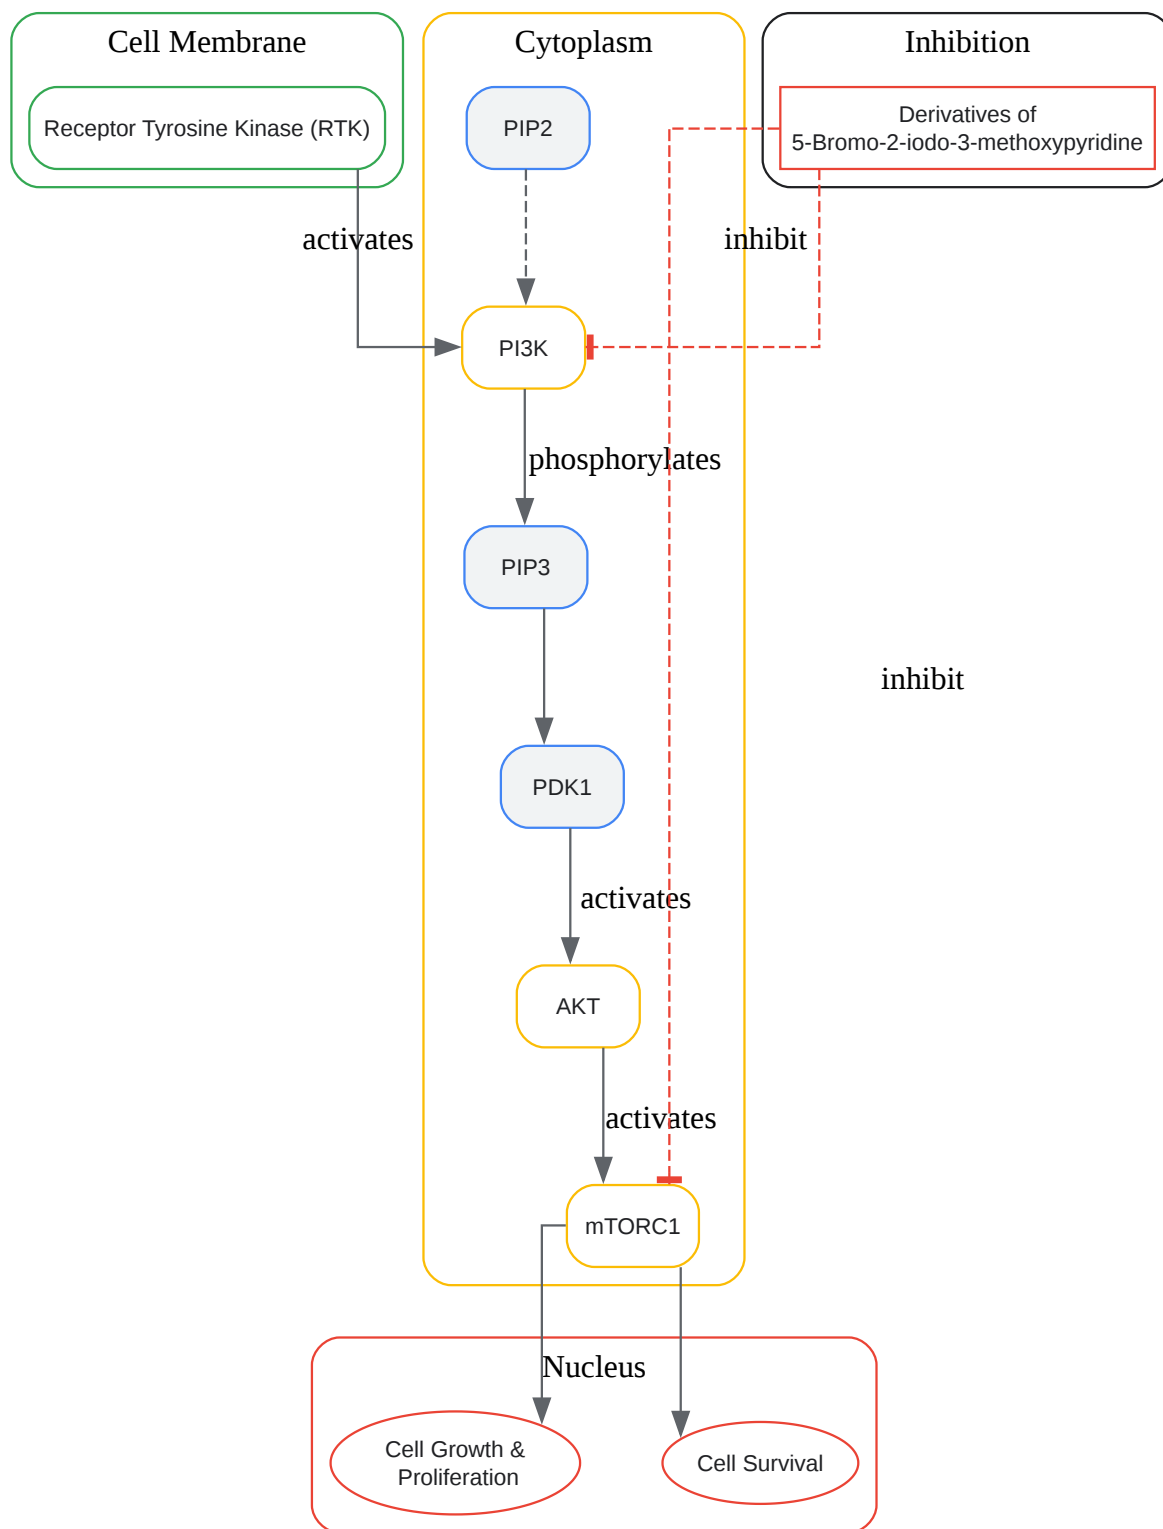 Cell Membrane
Cytoplasm
Inhibition
Receptor Tyrosine Kinase (RTK)
PIP2
Derivatives of
5-Bromo-2-iodo-3-methoxypyridine
activates
inhibit
PI3K
phosphorylates
PIP3
inhibit
PDK1
activates
AKT
activates
mTORC1
Nucleus
Cell Growth &
Proliferation
Cell Survival